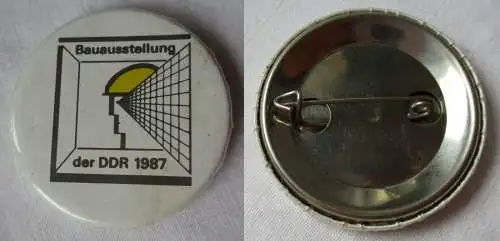 Bauausstellung
der DDR 1987